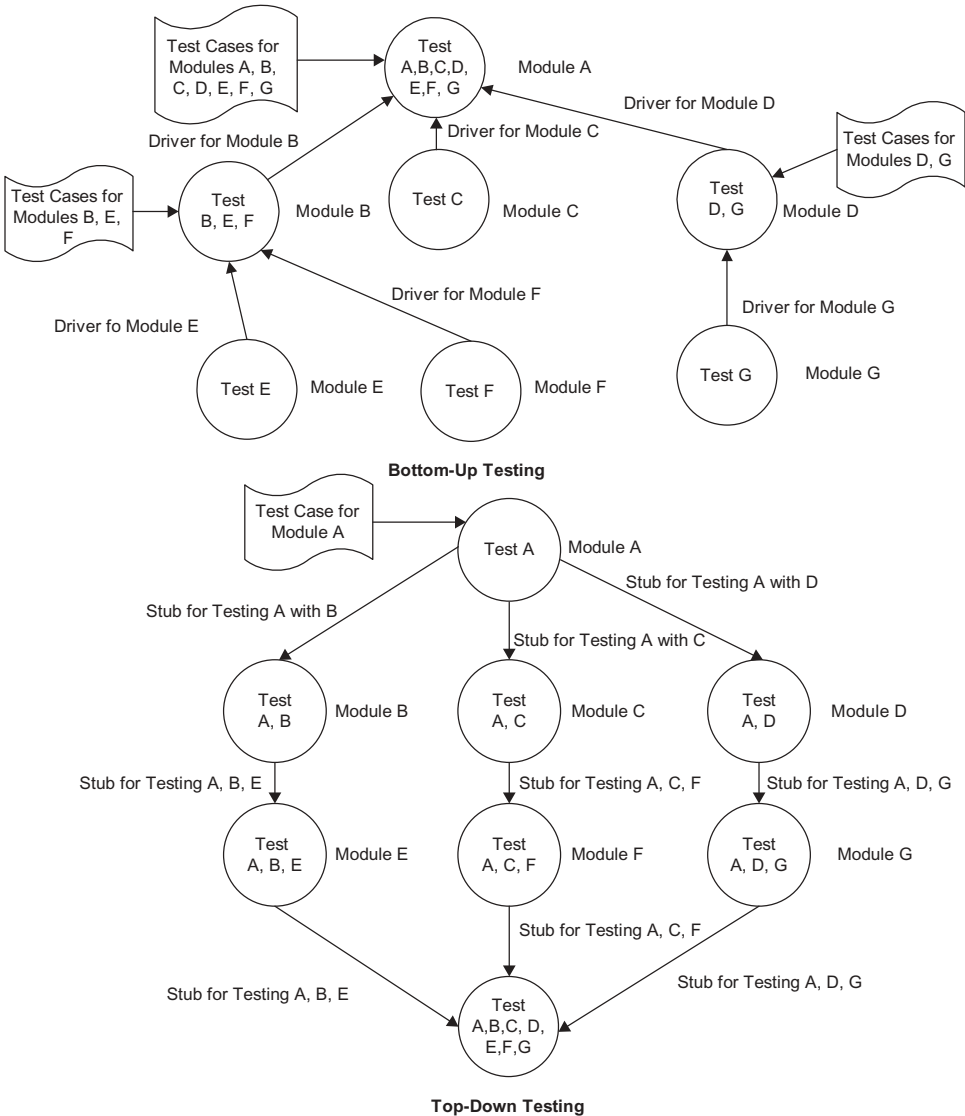 Test Cases for
Modules A, B,
C, D, E, F, G
Test
A,B,C,D,
E,F, G
Module A
Driver for Module D
Driver for Module B
Driver for Module C
Test Cases for
Modules D, G
Test Cases for
Modules B, E,
F
Test
B, E, F
Module B
Test C
Module C
Test
D, G
Module D
Driver fo Module E
Driver for Module F
Driver for Module G
Test E
Module E
Test F
Module F
Test G
Module G
Bottom-Up Testing
Test Case for
Module A
Test A
Module A
Stub for Testing A with B
Stub for Testing A with C
Stub for Testing A with D
Test
A, B
Module B
Test
A, C
Module C
Test
A, D
Module D
Stub for Testing A, B, E
Stub for Testing A, C, F
Stub for Testing A, D, G
Test
A, B, E
Module E
Test
A, C, F
Module F
Test
A, D, G
Module G
Stub for Testing A, B, E
Stub for Testing A, C, F
Stub for Testing A, D, G
Test
A,B,C, D,
E,F,G
Top-Down Testing